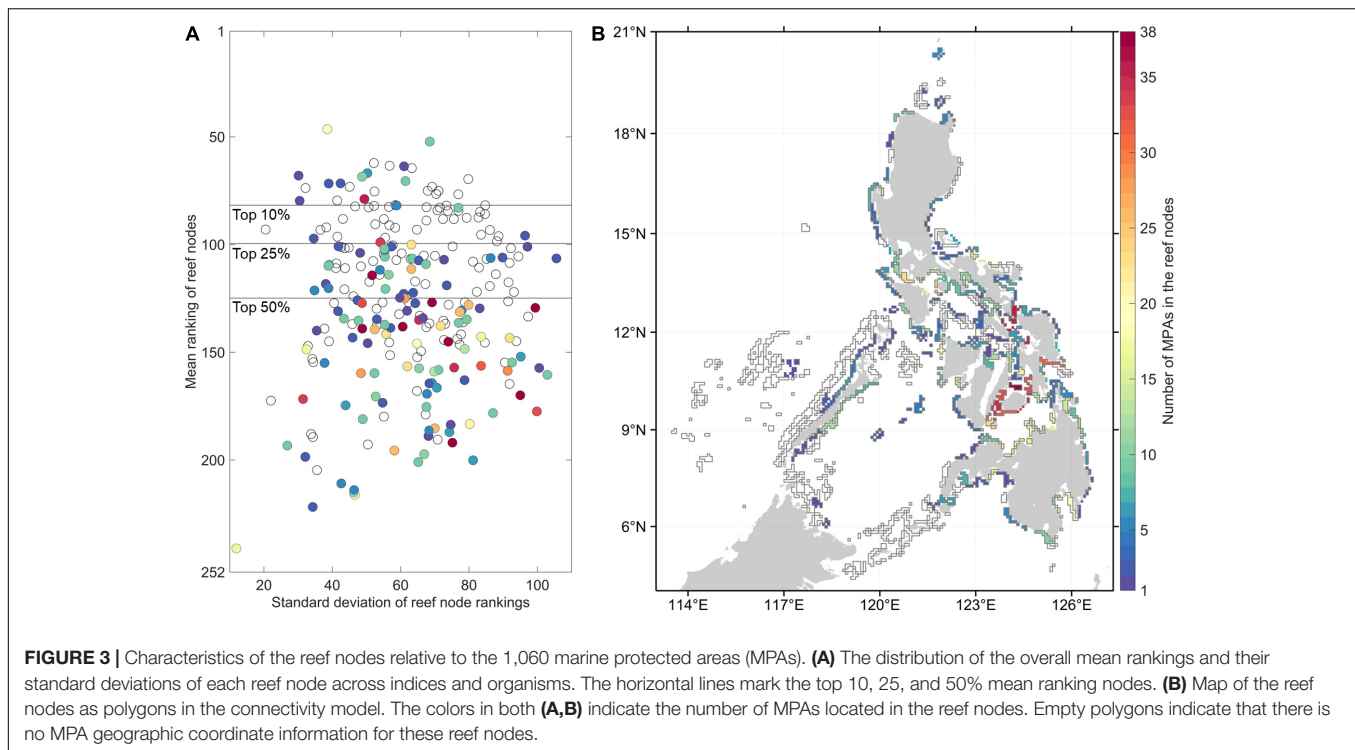 A
1
50
100
150
200
252
Mean ranking of reef nodes
Top 10%
Top 25%
Top 50%
20
40
60
80
100
Standard deviation of reef node rankings
B
21°N
18°N
15°N
12°N
9°N
6°N
114°E
117°E
120°E
123°E
126°E
38
35
30
25
20
15
10
5
1
Number of MPAs in the reef nodes
FIGURE 3 | Characteristics of the reef nodes relative to the 1,060 marine protected areas (MPAs). (A) The distribution of the overall mean rankings and their
standard deviations of each reef node across indices and organisms. The horizontal lines mark the top 10, 25, and 50% mean ranking nodes. (B) Map of the reef
nodes as polygons in the connectivity model. The colors in both (A,B) indicate the number of MPAs located in the reef nodes. Empty polygons indicate that there is
no MPA geographic coordinate information for these reef nodes.